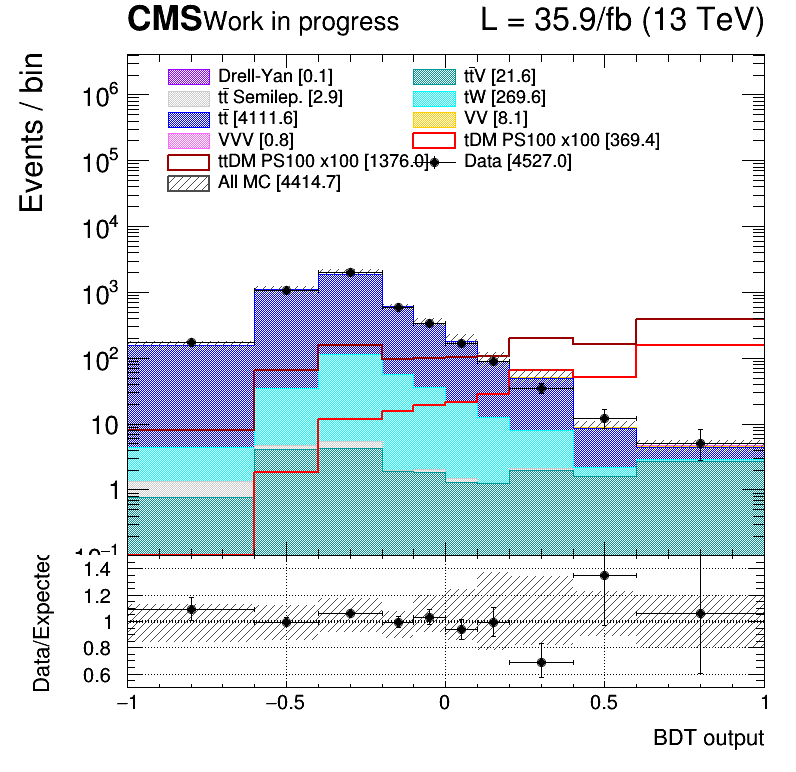 CMS Work in progress L = 35.9/fb (13 TeV)
Events / bin
Drell-Yan [0.1] tt̄V [21.6]
tt̄ Semilep. [2.9] tW [269.6]
tt̄ [4111.6] VV [8.1]
VVV [0.8] tDM PS100 x100 [369.4]
ttDM PS100 x100 [1376.0] Data [4527.0]
All MC [4414.7]
10⁶
10⁵
10⁴
10³
10²
10
1
10⁻¹
Data/Expected
1.4
1.2
1
0.8
0.6
−1 −0.5 0 0.5 1
BDT output